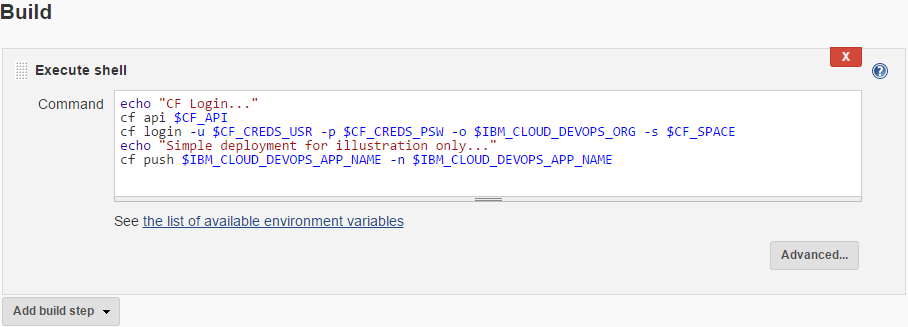 Build
X
Execute shell
?
Command
echo "CF Login..."
cf api $CF_API
cf login -u $CF_CREDS_USR -p $CF_CREDS_PSW -o $IBM_CLOUD_DEVOPS_ORG -s $CF_SPACE
echo "Simple deployment for illustration only..."
cf push $IBM_CLOUD_DEVOPS_APP_NAME -n $IBM_CLOUD_DEVOPS_APP_NAME
See the list of available environment variables
Advanced...
Add build step